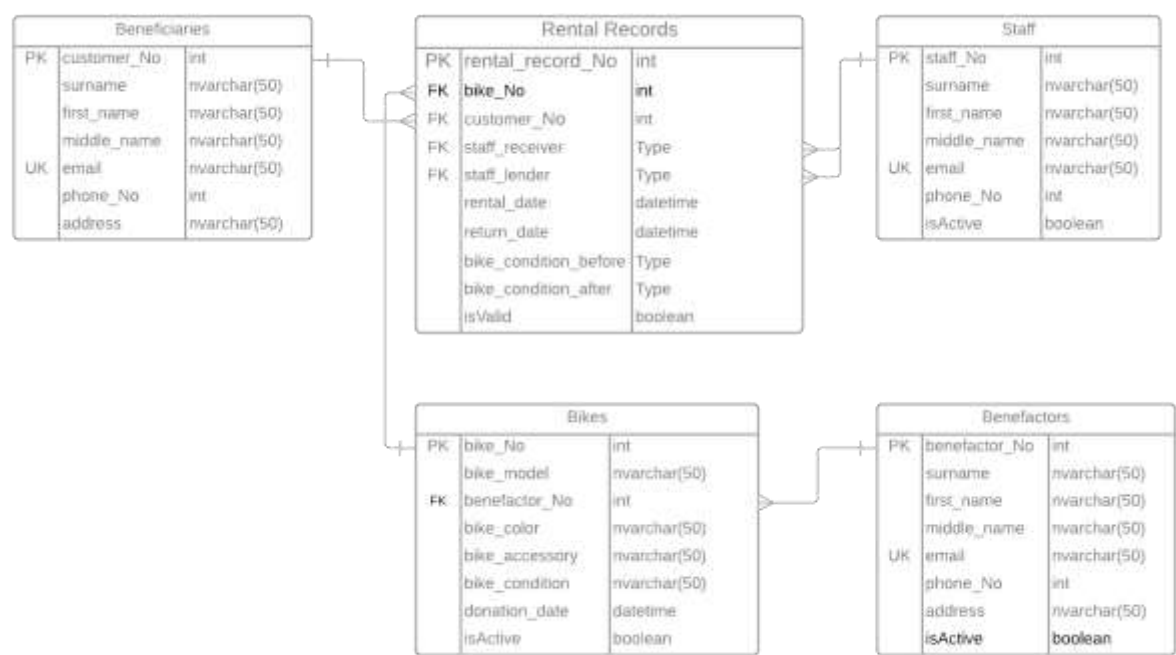 Beneficiaries
PK customer_No int
surname nvarchar(50)
first_name nvarchar(50)
middle_name nvarchar(50)
UK email nvarchar(50)
phone_No int
address nvarchar(50)
Rental Records
PK rental_record_No int
FK bike_No int
FK customer_No int
FK staff_receiver Type
FK staff_lender Type
rental_date datetime
return_date datetime
bike_condition_before Type
bike_condition_after Type
isValid boolean
Staff
PK staff_No int
surname nvarchar(50)
first_name nvarchar(50)
middle_name nvarchar(50)
UK email nvarchar(50)
phone_No int
isActive boolean
Bikes
PK bike_No int
bike_model nvarchar(50)
FK benefactor_No int
bike_color nvarchar(50)
bike_accessory nvarchar(50)
bike_condition nvarchar(50)
donation_date datetime
isActive boolean
Benefactors
PK benefactor_No int
surname nvarchar(50)
first_name nvarchar(50)
middle_name nvarchar(50)
UK email nvarchar(50)
phone_No int
address nvarchar(50)
isActive boolean